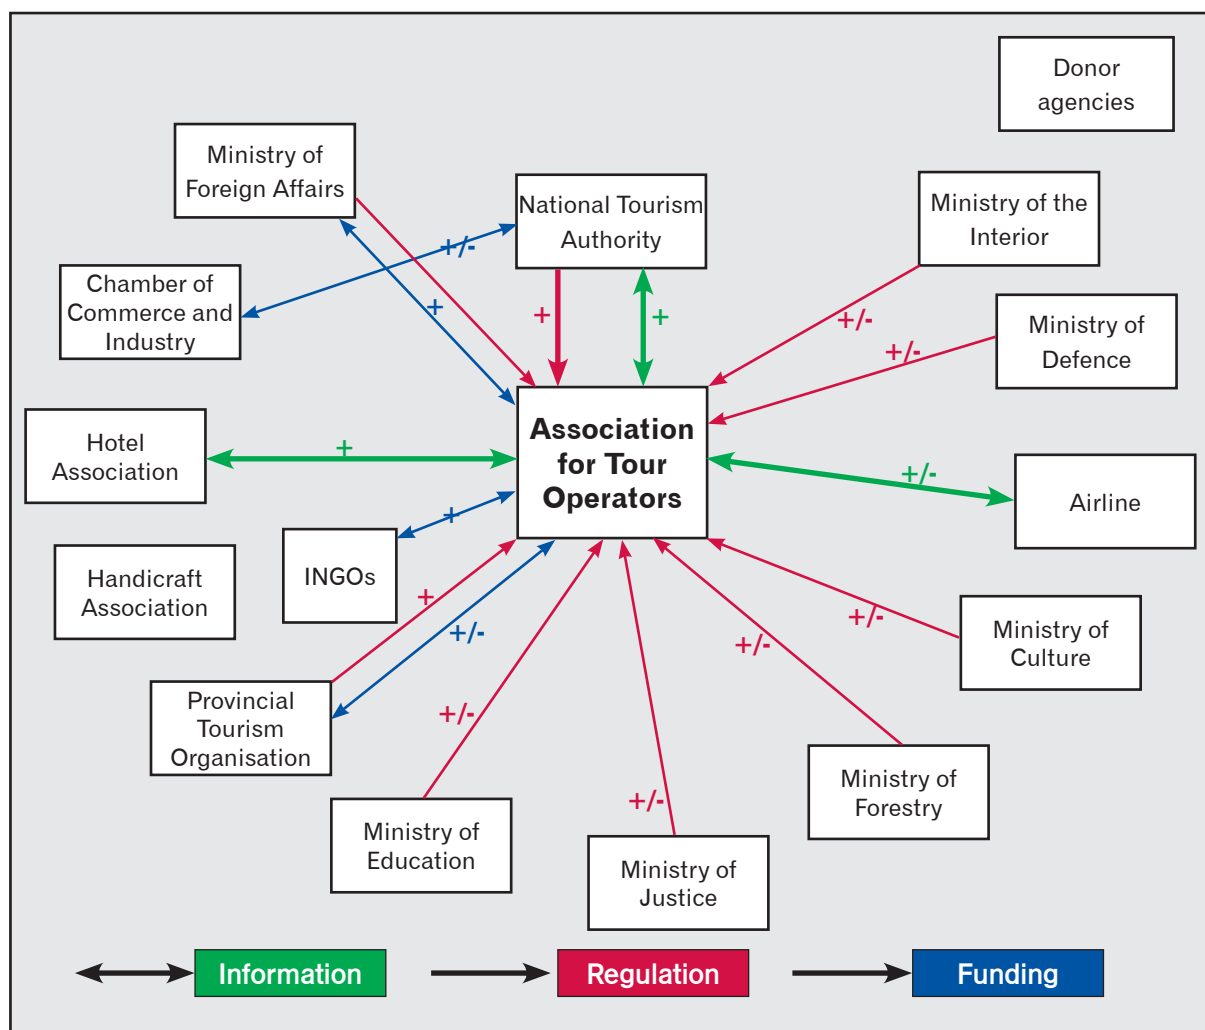 Donor
agencies
Ministry of
Foreign Affairs
National Tourism
Authority
Ministry of the
Interior
+/-
Chamber of
Commerce and
Industry
+
+
+
+/-
Ministry of
Defence
+/-
Association
for Tour
Operators
Hotel
Association
+
+/-
Airline
+
INGOs
Handicraft
Association
+
+/-
+/-
+/-
Ministry of
Culture
Provincial
Tourism
Organisation
+/-
Ministry of
Education
+/-
Ministry of
Justice
Ministry of
Forestry
Information
Regulation
Funding